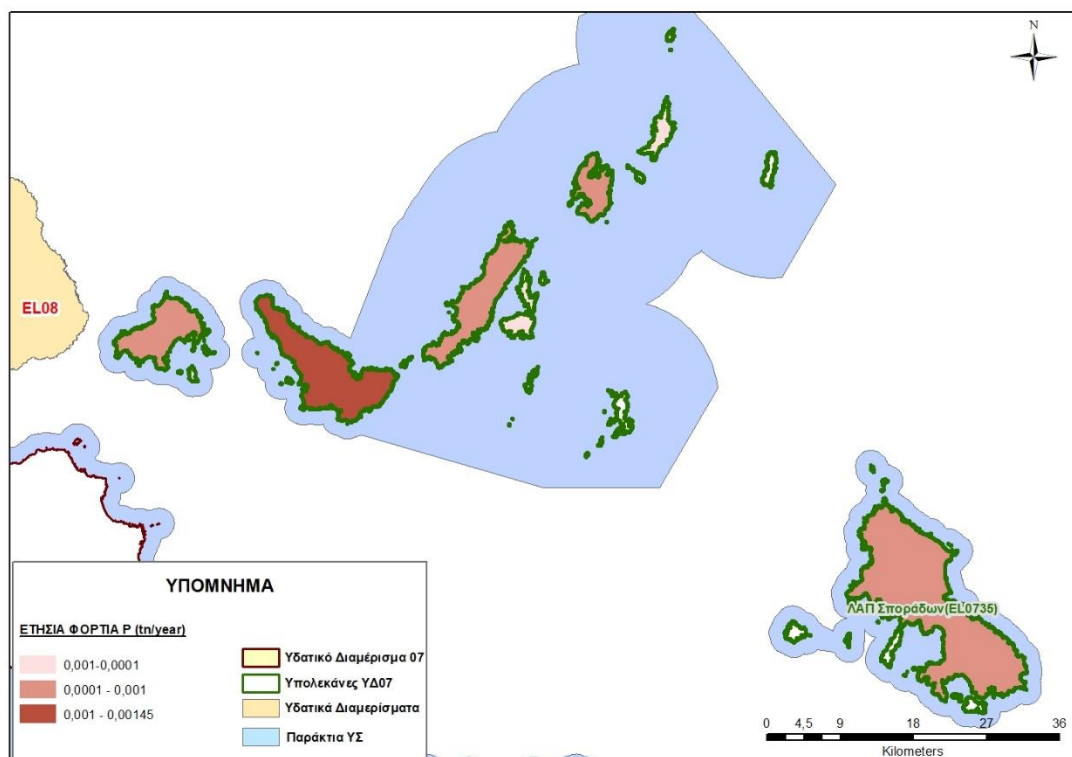 N
EL08
ΛΑΠ Σποράδων(EL0735)
ΥΠΟΜΝΗΜΑ
ΕΤΗΣΙΑ ΦΟΡΤΙΑ P (tn/year)
0,001-0,0001
0,0001 - 0,001
0,001 - 0,00145
Υδατικό Διαμέρισμα 07
Υπολεκάνες ΥΔ07
Υδατικά Διαμερίσματα
Παράκτια ΥΣ
0 4,5 9 18 27 36
Kilometers